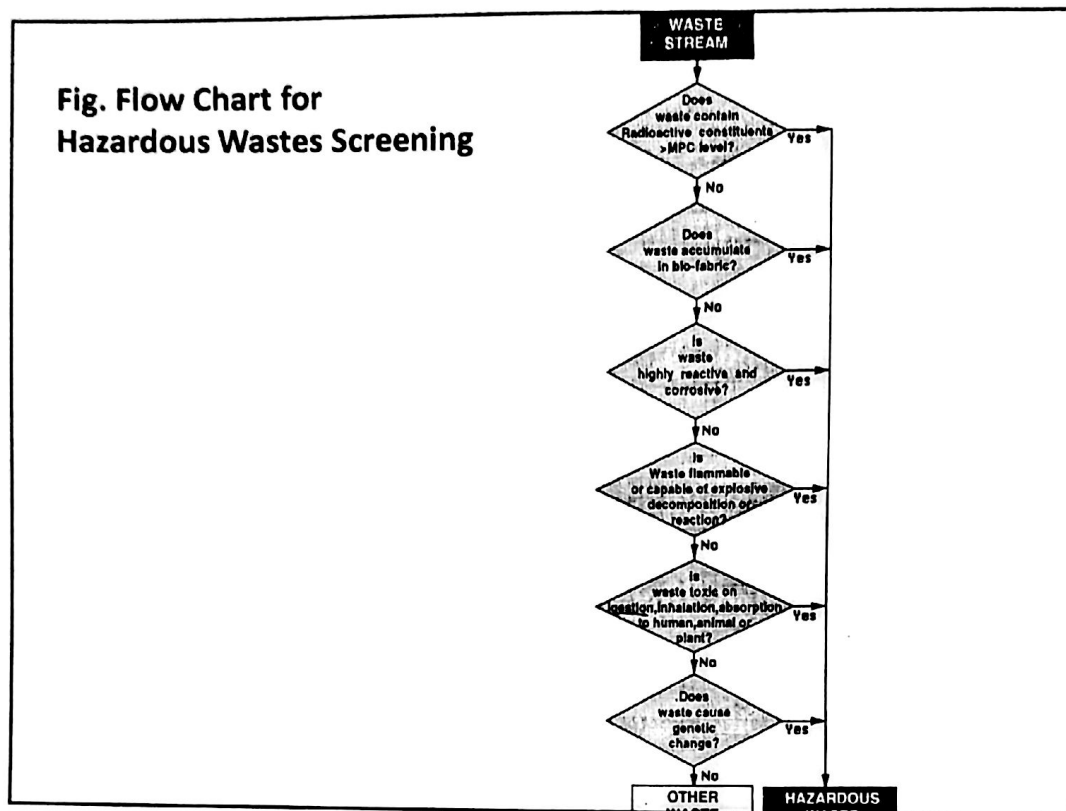 Fig. Flow Chart for
Hazardous Wastes Screening
WASTE
STREAM
Does
waste contain
Radioactive constituents
>MPC level?
Yes
No
Does
waste accumulate
in bio-fabric?
Yes
No
Is
waste
highly reactive and
corrosive?
Yes
No
Is
Waste flammable
or capable of explosive
decomposition or
reaction?
Yes
No
Is
waste toxic on
igestion,inhalation,absorption
to human,animal or
plant?
Yes
No
.Does
waste cause
genetic
change?
Yes
No
OTHER
HAZARDOUS